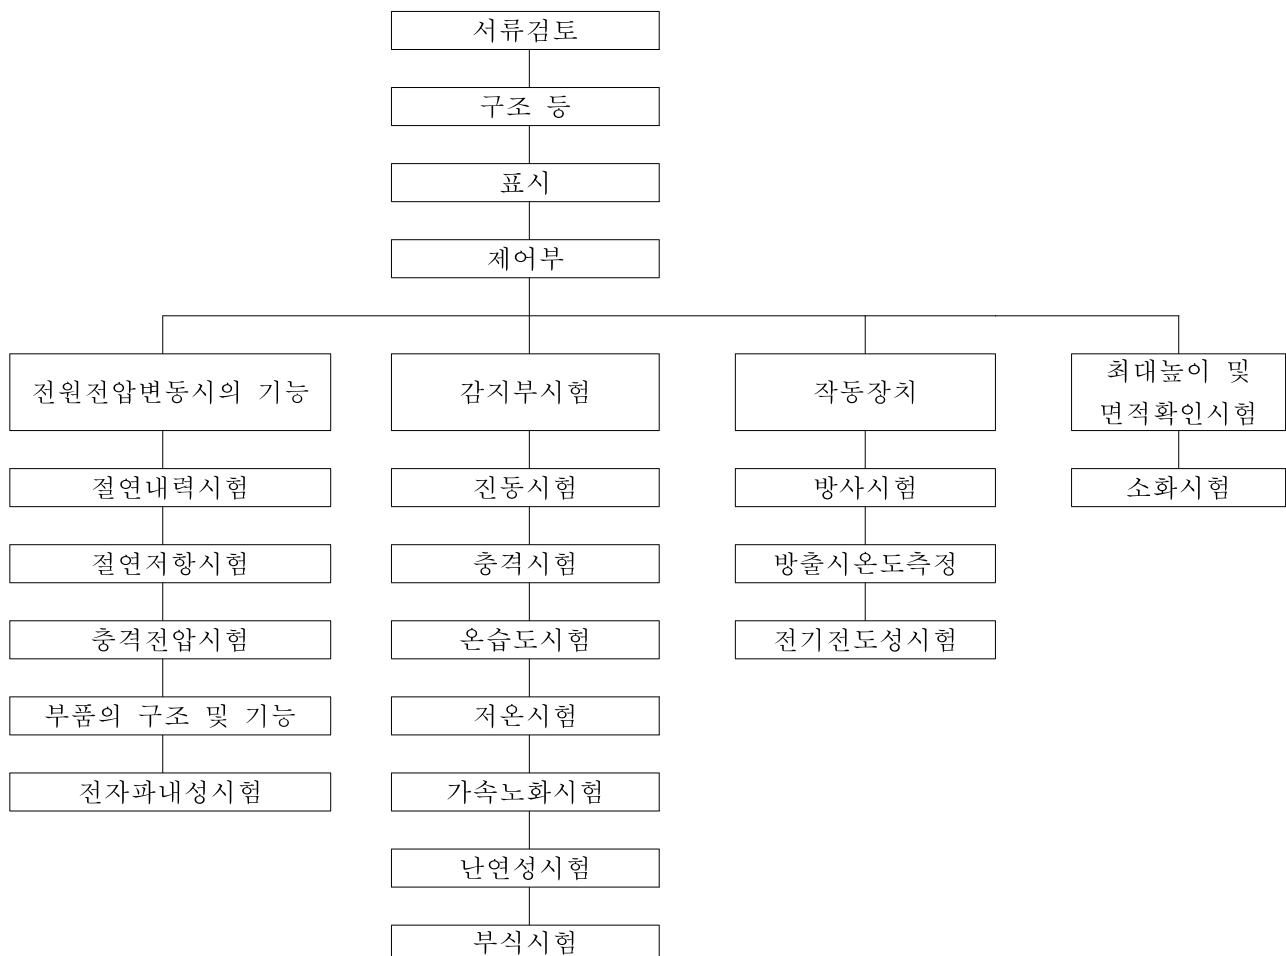 서류검토
구조 등
표시
제어부
전원전압변동시의 기능
절연내력시험
절연저항시험
충격전압시험
부품의 구조 및 기능
전자파내성시험
감지부시험
진동시험
충격시험
온습도시험
저온시험
가속노화시험
난연성시험
부식시험
작동장치
방사시험
방출시온도측정
전기전도성시험
최대높이 및
면적확인시험
소화시험